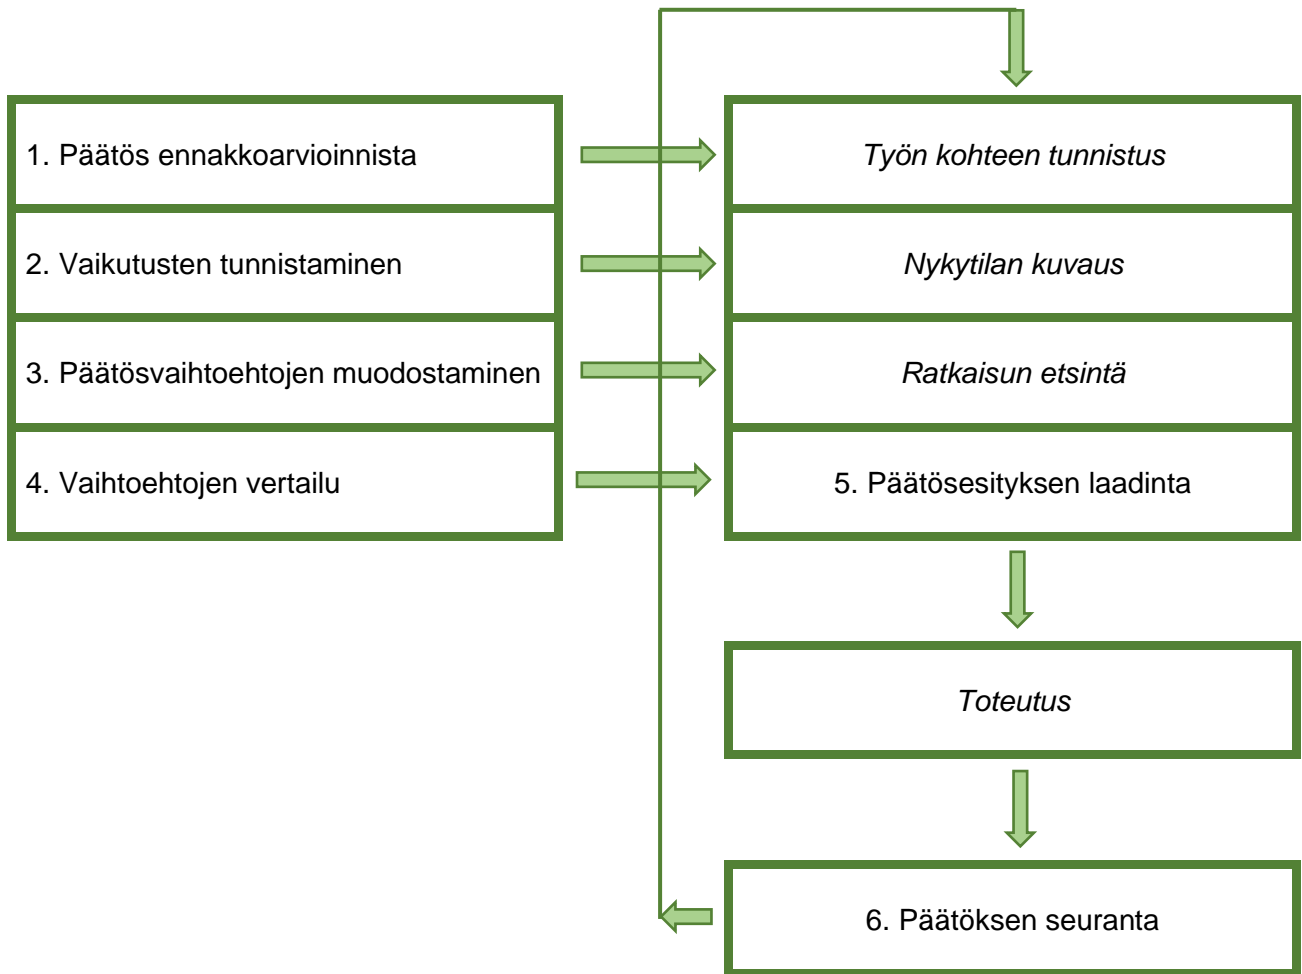 1. Päätös ennakkoarvioinnista
Työn kohteen tunnistus
2. Vaikutusten tunnistaminen
Nykytilan kuvaus
3. Päätösvaihtoehtojen muodostaminen
Ratkaisun etsintä
4. Vaihtoehtojen vertailu
5. Päätösesityksen laadinta
Toteutus
6. Päätöksen seuranta